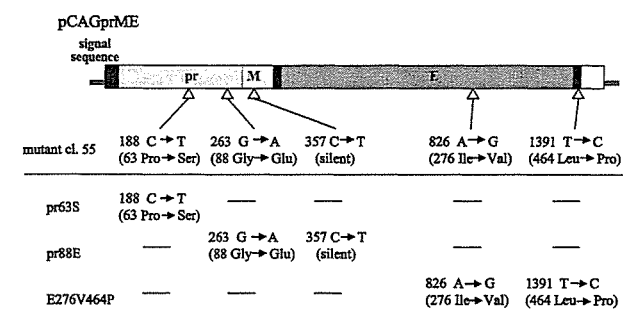 pCAGprME
signal
sequence
pr M E
188 C→T 263 G→A 357 C→T 826 A→G 1391 T→C
mutant cl. 55 (63 Pro→Ser) (88 Gly→Glu) (silent) (276 Ile→Val) (464 Leu→Pro)
188 C→T
pr63S (63 Pro→Ser) — — — —
263 G→A 357 C→T
pr88E — (88 Gly→Glu) (silent) — —
826 A→G 1391 T→C
E276V464P — — — (276 Ile→Val) (464 Leu→Pro)